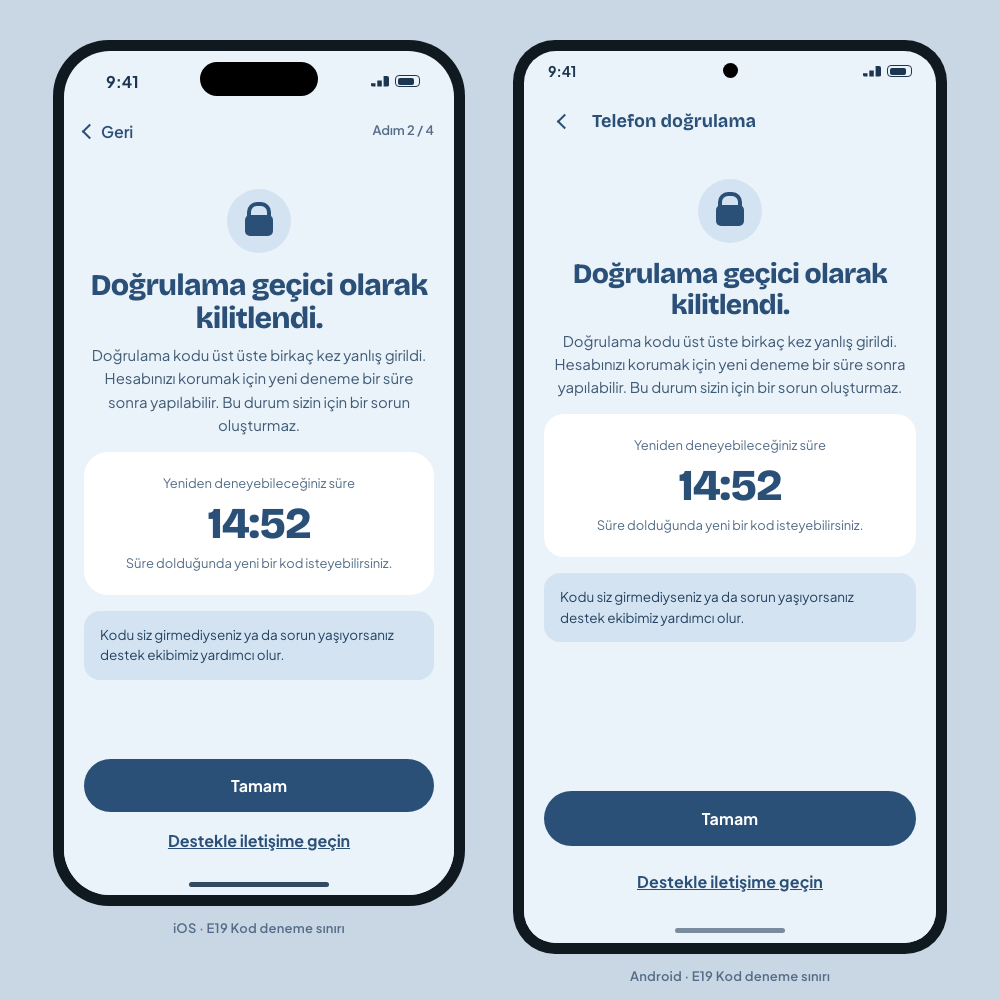 9:41
Geri
Adım 2 / 4
Doğrulama geçici olarak
kilitlendi.
Doğrulama kodu üst üste birkaç kez yanlış girildi.
Hesabınızı korumak için yeni deneme bir süre
sonra yapılabilir. Bu durum sizin için bir sorun
oluşturmaz.
Yeniden deneyebileceğiniz süre
14:52
Süre dolduğunda yeni bir kod isteyebilirsiniz.
Kodu siz girmediyseniz ya da sorun yaşıyorsanız
destek ekibimiz yardımcı olur.
Tamam
Destekle iletişime geçin
iOS · E19 Kod deneme sınırı
9:41
Telefon doğrulama
Doğrulama geçici olarak
kilitlendi.
Doğrulama kodu üst üste birkaç kez yanlış girildi.
Hesabınızı korumak için yeni deneme bir süre sonra
yapılabilir. Bu durum sizin için bir sorun oluşturmaz.
Yeniden deneyebileceğiniz süre
14:52
Süre dolduğunda yeni bir kod isteyebilirsiniz.
Kodu siz girmediyseniz ya da sorun yaşıyorsanız
destek ekibimiz yardımcı olur.
Tamam
Destekle iletişime geçin
Android · E19 Kod deneme sınırı